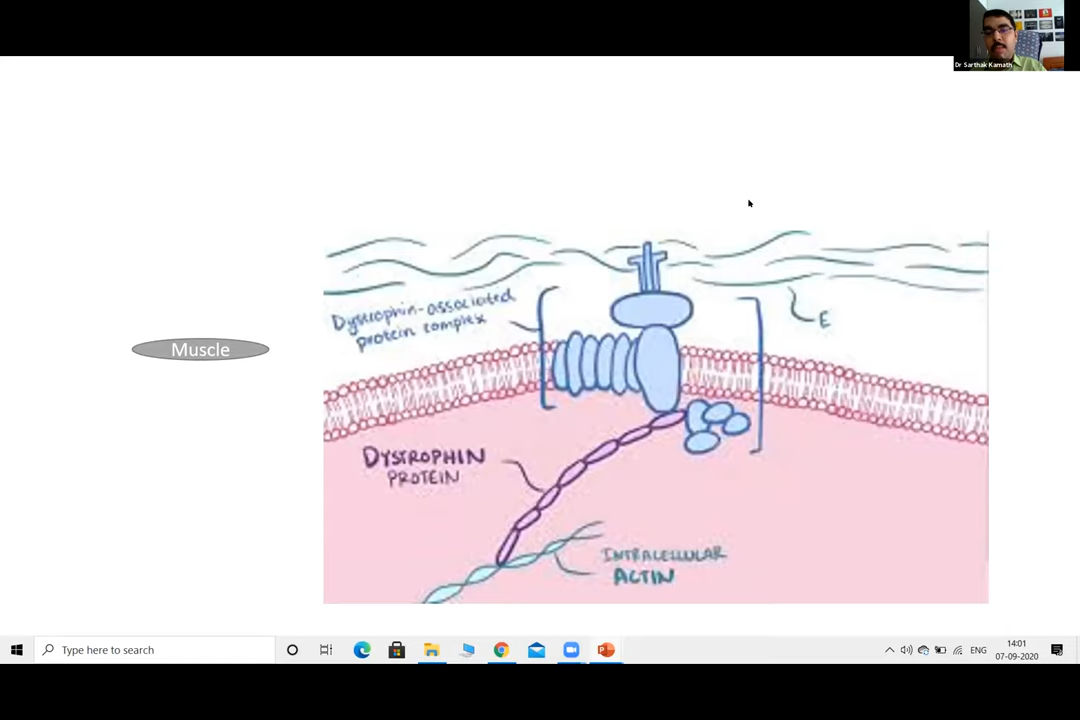 Dr Sarthak Kamath
Dystrophin-associated
protein complex
E
Muscle
DYSTROPHIN
PROTEIN
INTRACELLULAR
ACTIN
Type here to search
ENG
14:01
07-09-2020